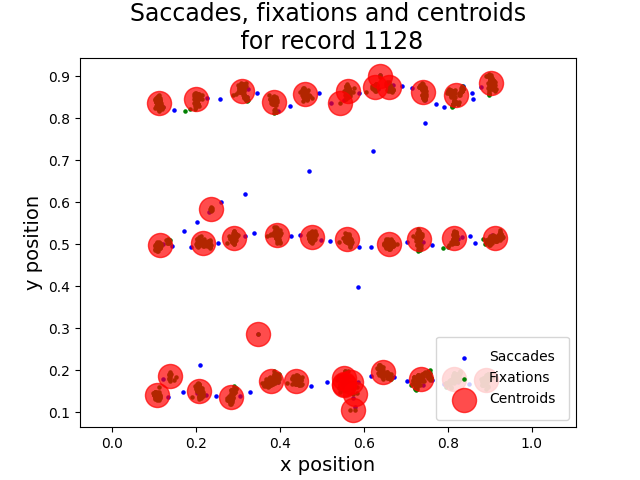 Saccades, fixations and centroids
for record 1128
0.9
0.8
0.7
0.6
0.5
0.4
0.3
0.2
0.1
y position
0.0 0.2 0.4 0.6 0.8 1.0
x position
Saccades
Fixations
Centroids